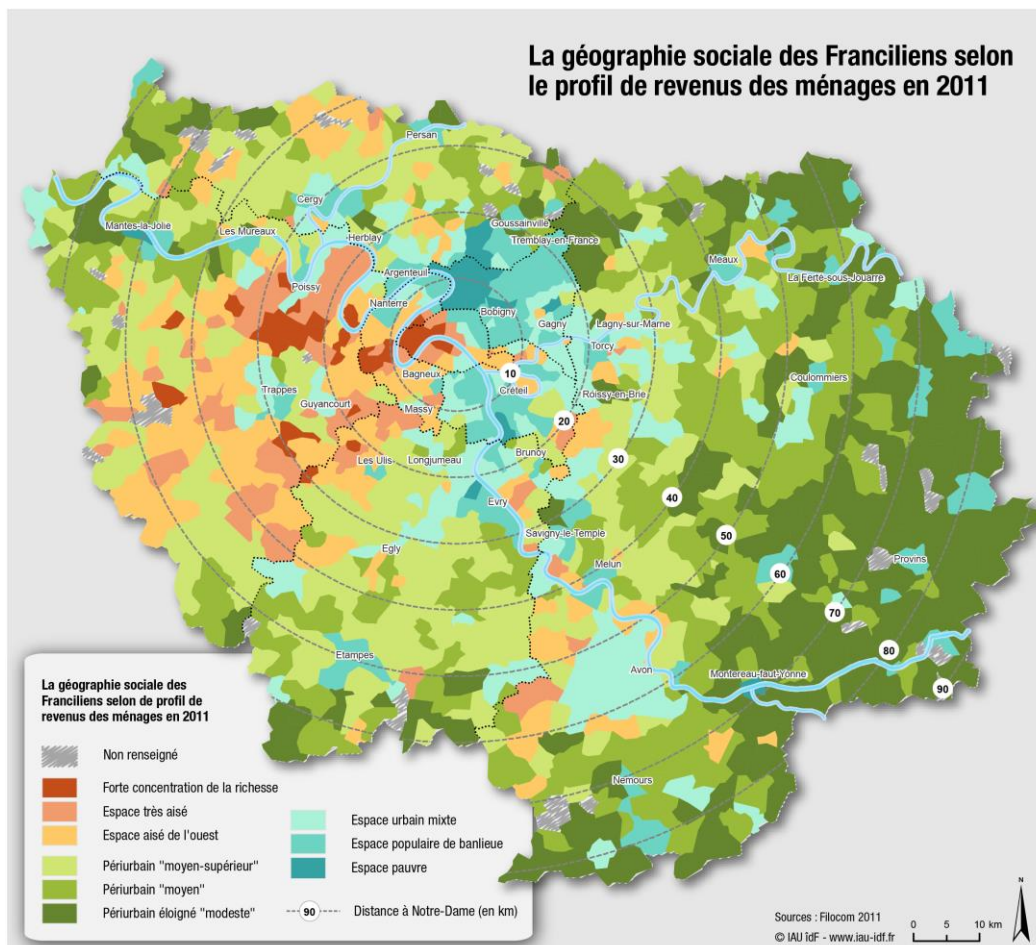 La géographie sociale des Franciliens selon
le profil de revenus des ménages en 2011
Persan
Cergy
Mantes-la-Jolie
Les Mureaux
Herblay
Goussainville
Tremblay-en-France
Meaux
La Ferté-sous-Jouarre
Argenteuil
Poissy
Nanterre
Bobigny
Gagny
Lagny-sur-Marne
Torcy
Bagneux
10
Créteil
Roissy-en-Brie
Coulommiers
Trappes
Guyancourt
Massy
20
Les Ulis
Longjumeau
Brunoy
30
Evry
40
Savigny-le-Temple
50
Egly
Melun
60
Provins
70
Etampes
Avon
Montereau-faut-Yonne
80
90
Nemours
La géographie sociale des
Franciliens selon de profil de
revenus des ménages en 2011
Non renseigné
Forte concentration de la richesse
Espace très aisé
Espace aisé de l'ouest
Périurbain "moyen-supérieur"
Périurbain "moyen"
Périurbain éloigné "modeste"
Espace urbain mixte
Espace populaire de banlieue
Espace pauvre
90 Distance à Notre-Dame (en km)
N
Sources : Filocom 2011
© IAU îdF - www.iau-idf.fr
0 5 10 km